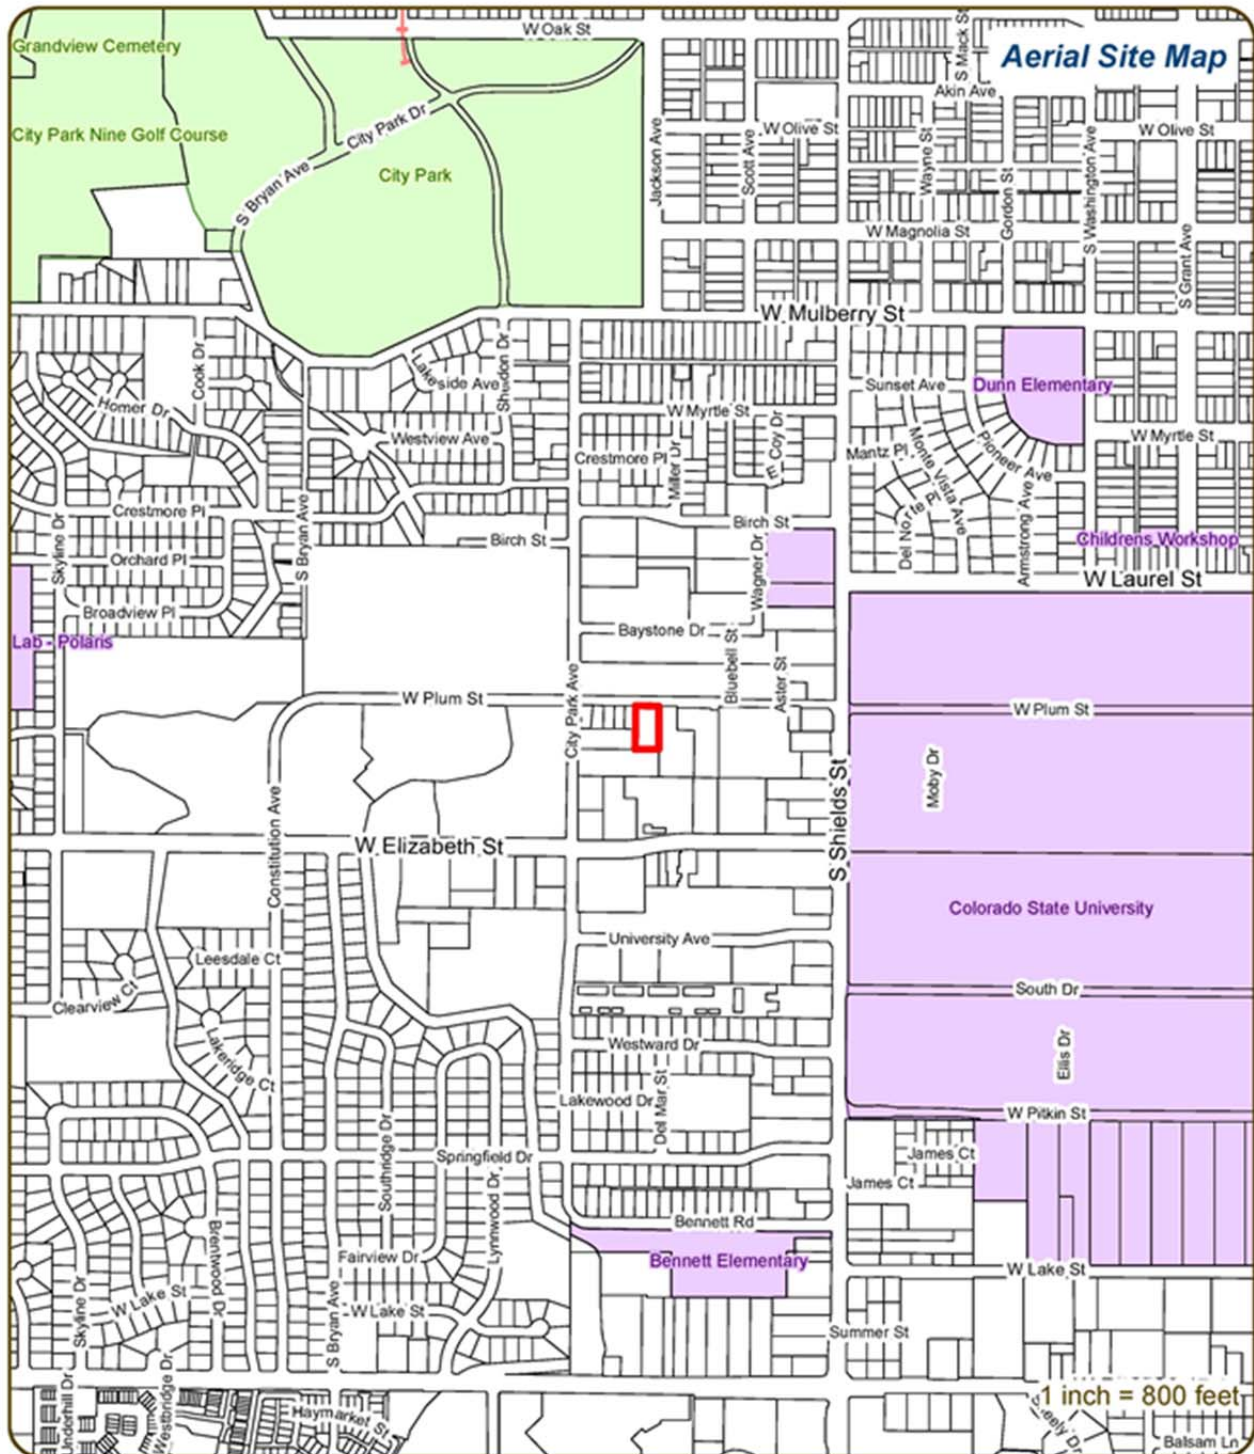 W Oak St
S Mack St
Grandview Cemetery
Aerial Site Map
Akin Ave
City Park Dr
W Olive St
W Olive St
City Park Nine Golf Course
Jackson Ave
Scott Ave
Wayne St
Gordon St
S Washington Ave
City Park
S Bryan Ave
W Magnolia St
S Grant Ave
W Mulberry St
Cook Dr
Lakeside Ave
Sheldon Dr
Sunset Ave
Dunn Elementary
Homer Dr
W Myrtle St
Westview Ave
E Coy Dr
W Myrtle St
Crestmore Pl
Miller Dr
Mantz Pl
Monte Vista Ave
Pioneer Ave
Crestmore Pl
Del Norte Pl
Armstrong Ave
Skyline Dr
S Bryan Ave
Birch St
Birch St
Childrens Workshop
Orchard Pl
Wagner Dr
W Laurel St
Broadview Pl
Baystone Dr
Lab - Polaris
Bluebell St
Aster St
W Plum St
City Park Ave
W Plum St
Moby Dr
S Shields St
Constitution Ave
W Elizabeth St
Colorado State University
University Ave
Leesdale Ct
Clearview Ct
South Dr
Lakeridge Ct
Westward Dr
Ellis Dr
Lakewood Dr
Del Mar St
W Pitkin St
Southridge Dr
Springfield Dr
James Ct
James Ct
Lynnwood Dr
Bennett Rd
Brentwood Dr
Fairview Dr
Bennett Elementary
W Lake St
Skyline Dr
W Lake St
S Bryan Ave
W Lake St
Summer St
Underhill Dr
Westbridge Dr
1 inch = 800 feet
Haymarket St
Balsam Ln